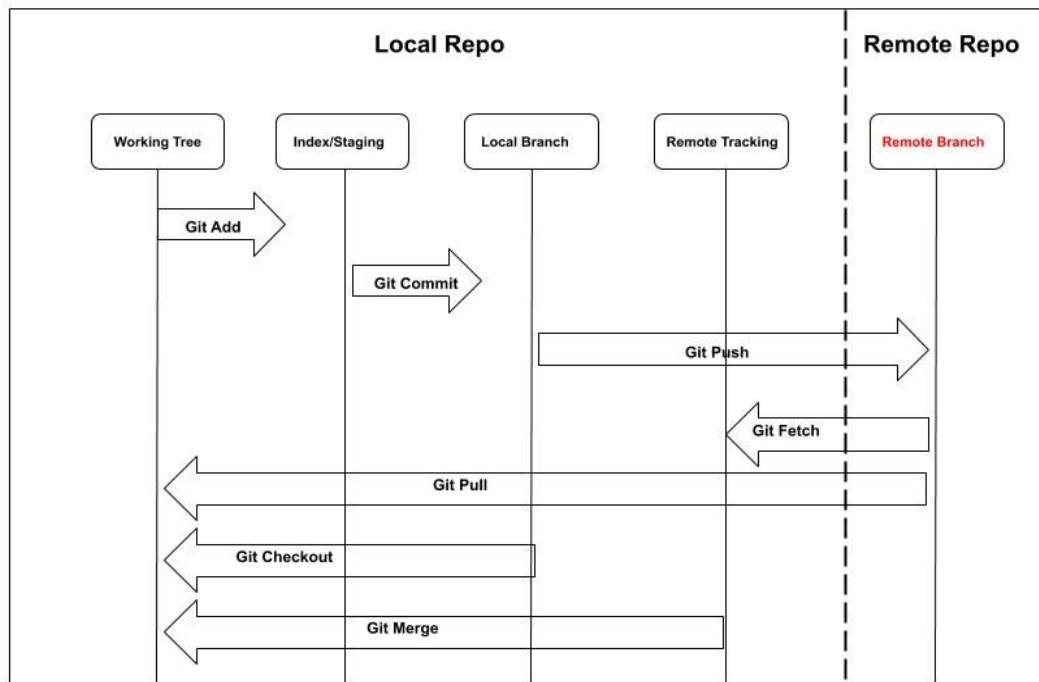 Local Repo
Remote Repo
Working Tree
Index/Staging
Local Branch
Remote Tracking
Remote Branch
Git Add
Git Commit
Git Push
Git Fetch
Git Pull
Git Checkout
Git Merge